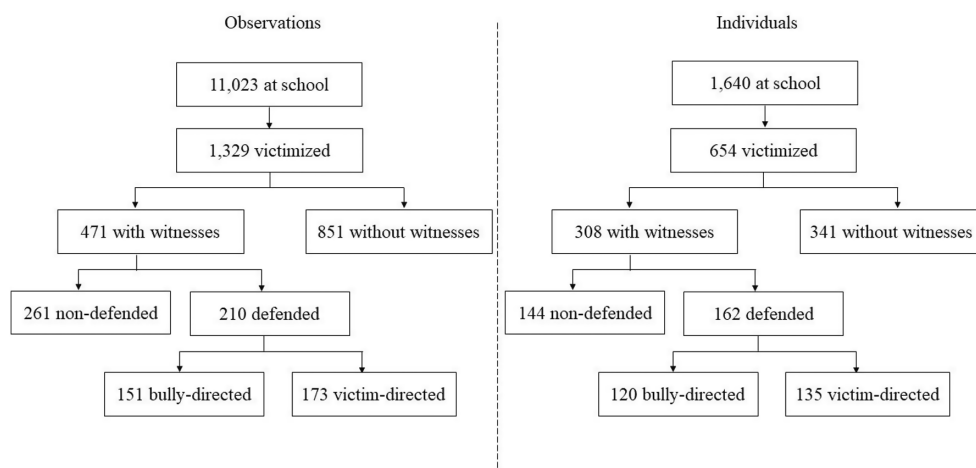 Observations
11,023 at school
1,329 victimized
471 with witnesses
851 without witnesses
261 non-defended
210 defended
151 bully-directed
173 victim-directed
Individuals
1,640 at school
654 victimized
308 with witnesses
341 without witnesses
144 non-defended
162 defended
120 bully-directed
135 victim-directed